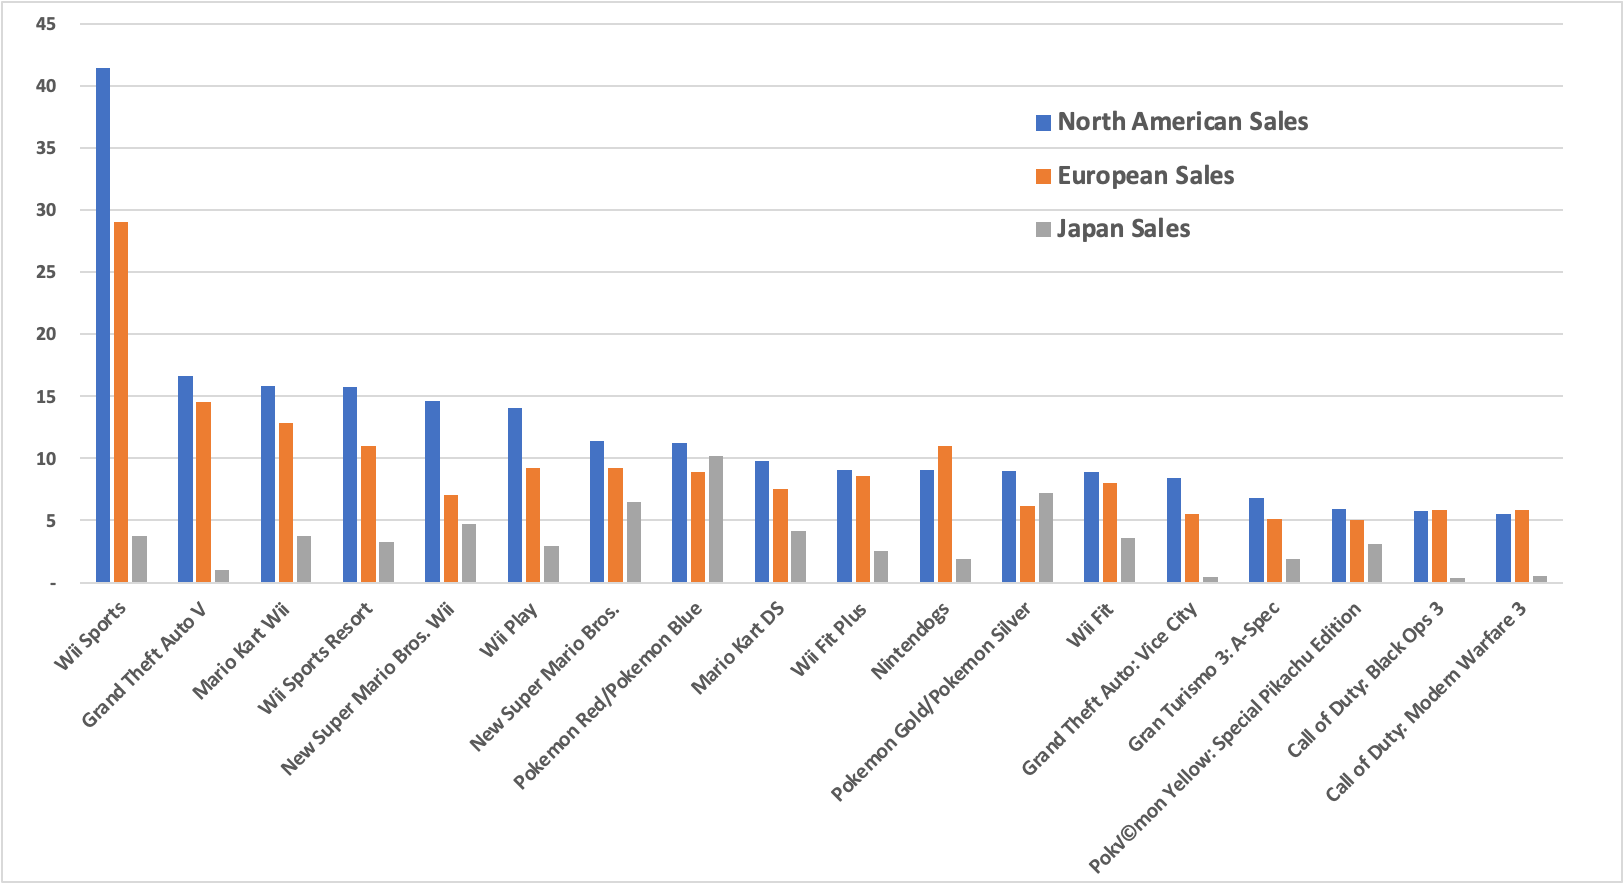 45
40
35
30
25
20
15
10
5
-
North American Sales
European Sales
Japan Sales
Wii Sports
Grand Theft Auto V
Mario Kart Wii
Wii Sports Resort
New Super Mario Bros. Wii
Wii Play
New Super Mario Bros.
Pokemon Red/Pokemon Blue
Mario Kart DS
Wii Fit Plus
Nintendogs
Pokemon Gold/Pokemon Silver
Wii Fit
Grand Theft Auto: Vice City
Gran Turismo 3: A-Spec
Pok√©mon Yellow: Special Pikachu Edition
Call of Duty: Black Ops 3
Call of Duty: Modern Warfare 3